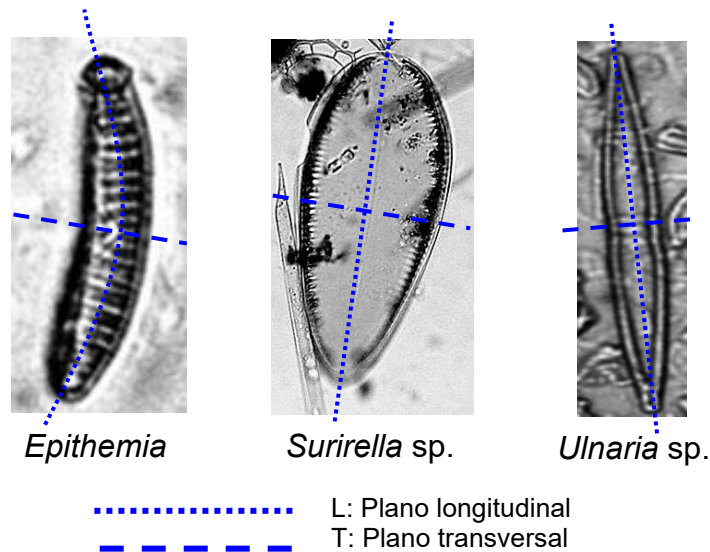 Epithemia
Surirella sp.
Ulnaria sp.
L: Plano longitudinal
T: Plano transversal